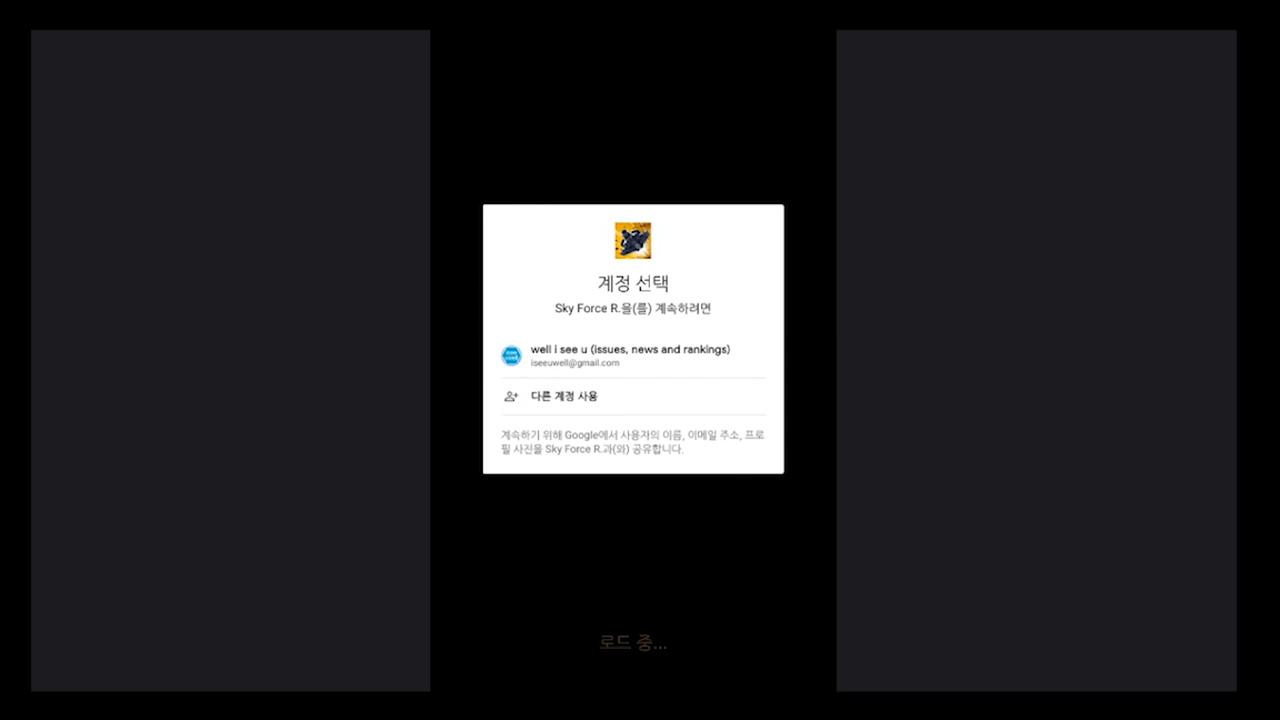 계정 선택
Sky Force R.을(를) 계속하려면
well i see u (issues, news and rankings)
iseeuwell@gmail.com
다른 계정 사용
계속하기 위해 Google에서 사용자의 이름, 이메일 주소, 프로
필 사진을 Sky Force R.과(와) 공유합니다.
로드 중...